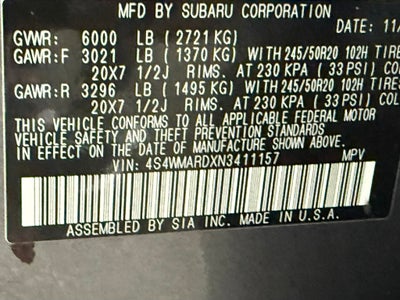 MFD BY SUBARU CORPORATION
DATE: 11/
GVWR: 6000 LB (2721 KG)
GAWR:F 3021 LB (1370 KG) WITH 245/50R20 102H TIRE
20X7 1/2J RIMS. AT 230 KPA (33 PSI) COL
GAWR:R 3296 LB (1495 KG) WITH 245/50R20 102H TIRES
20X7 1/2J RIMS. AT 230 KPA (33 PSI) COL
THIS VEHICLE CONFORMS TO ALL APPLICABLE FEDERAL MOTOR
VEHICLE SAFETY AND THEFT PREVENTION STANDARDS
IN EFFECT ON THE DATE OF MANUFACTURE SHOWN ABOVE.
VIN: 4S4WMARDXN3411157 MPV
ASSEMBLED BY SIA INC. MADE IN U.S.A.